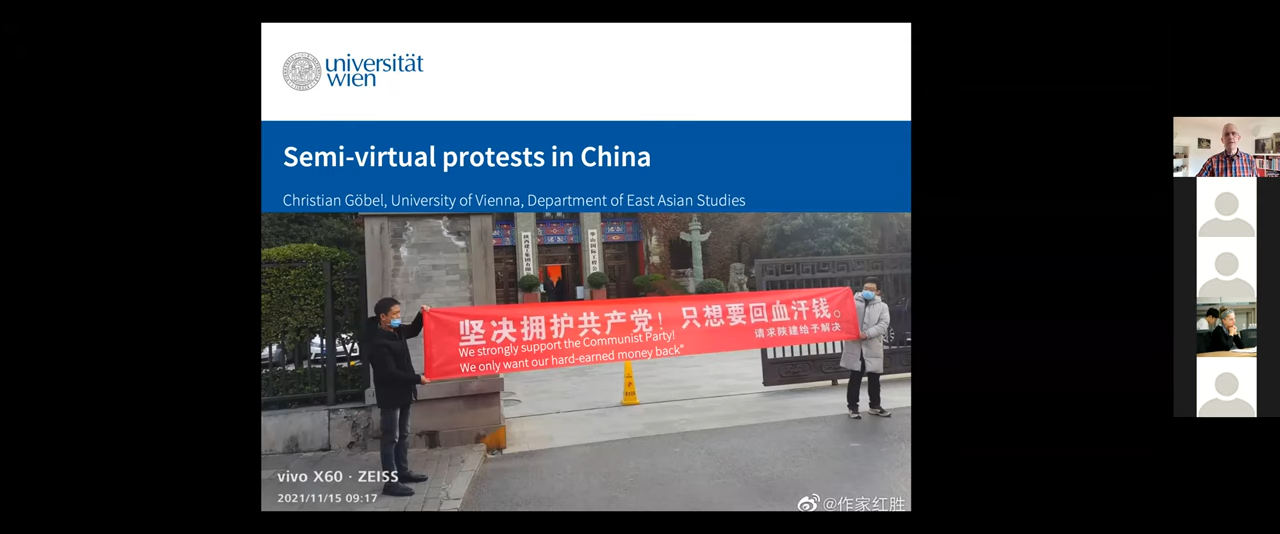 universität
wien
Semi-virtual protests in China
Christian Göbel, University of Vienna, Department of East Asian Studies
坚决拥护共产党！只想要回血汗钱。
请求陕建给予解决
We strongly support the Communist Party!
We only want our hard-earned money back"
vivo X60 · ZEISS
2021/11/15 09:17
@作家红胜